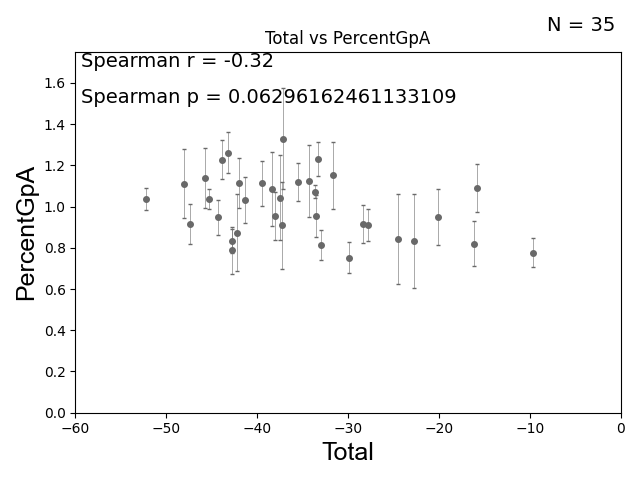 N = 35
Total vs PercentGpA
Spearman r = -0.32
Spearman p = 0.06296162461133109
PercentGpA
1.6
1.4
1.2
1.0
0.8
0.6
0.4
0.2
0.0
−60 −50 −40 −30 −20 −10 0
Total